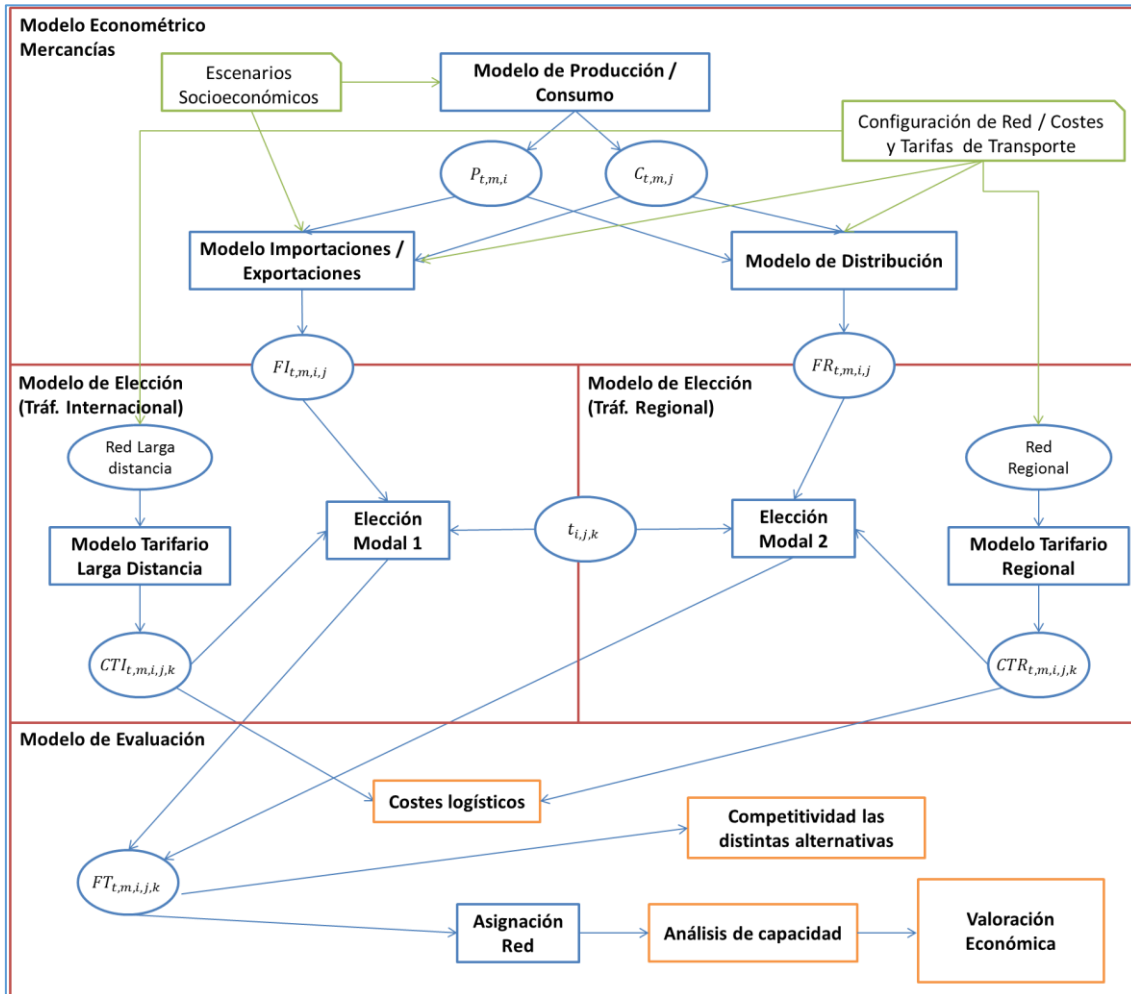 Modelo Econométrico
Mercancías
Escenarios
Socioeconómicos
Modelo de Producción /
Consumo
Configuración de Red / Costes
y Tarifas de Transporte
P_{t,m,i}
C_{t,m,j}
Modelo Importaciones /
Exportaciones
Modelo de Distribución
FI_{t,m,i,j}
FR_{t,m,i,j}
Modelo de Elección
(Tráf. Internacional)
Modelo de Elección
(Tráf. Regional)
Red Larga
distancia
Red
Regional
Elección
Modal 1
t_{i,j,k}
Elección
Modal 2
Modelo Tarifario
Larga Distancia
Modelo Tarifario
Regional
CTI_{t,m,i,j,k}
CTR_{t,m,i,j,k}
Modelo de Evaluación
Costes logísticos
Competitividad las
distintas alternativas
FT_{t,m,i,j,k}
Asignación
Red
Análisis de capacidad
Valoración
Económica